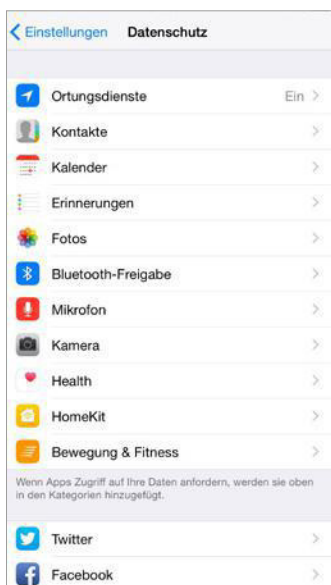 Einstellungen Datenschutz
Ortungsdienste Ein
Kontakte
Kalender
Erinnerungen
Fotos
Bluetooth-Freigabe
Mikrofon
Kamera
Health
HomeKit
Bewegung & Fitness
Wenn Apps Zugriff auf Ihre Daten anfordern, werden sie oben
in den Kategorien hinzugefügt.
Twitter
Facebook